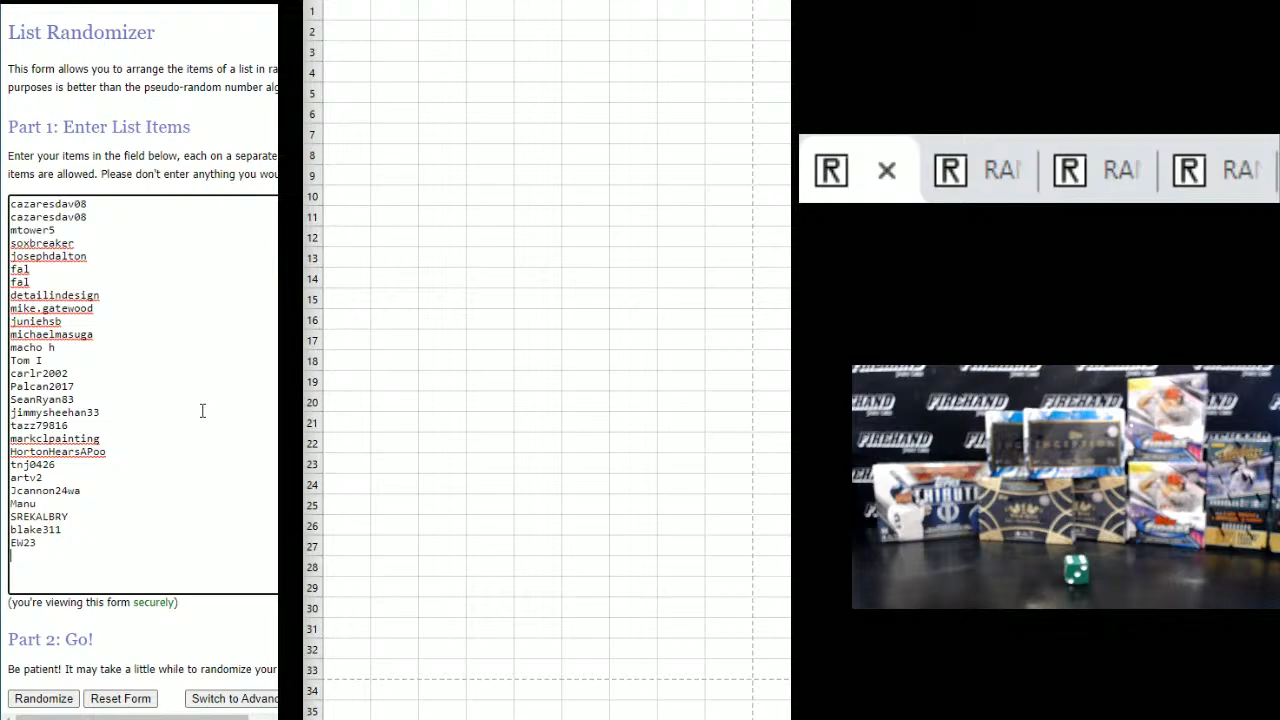 List Randomizer
This form allows you to arrange the items of a list in ra
purposes is better than the pseudo-random number alg
Part 1: Enter List Items
Enter your items in the field below, each on a separate
items are allowed. Please don't enter anything you wou
cazaresdav08
cazaresdav08
mtower5
soxbreaker
josephdalton
fal
fal
detailindesign
mike.gatewood
juniehsb
michaelmasuga
macho h
Tom I
carlr2002
Palcan2017
SeanRyan83
jimmysheehan33
tazz79816
markclpainting
HortonHearsAPoo
tnj0426
artv2
Jcannon24wa
Manu
SREKALBRY
blake311
EW23
(you're viewing this form securely)
Part 2: Go!
Be patient! It may take a little while to randomize your
Randomize
Reset Form
Switch to Advanc
1
2
3
4
5
6
7
8
9
10
11
12
13
14
15
16
17
18
19
20
21
22
23
24
25
26
27
28
29
30
31
32
33
34
35
R
R RAN
R RAN
R RAN
FIREHAND
FIREHAND
FIREHAND
INCEPTION
TRIBUTE